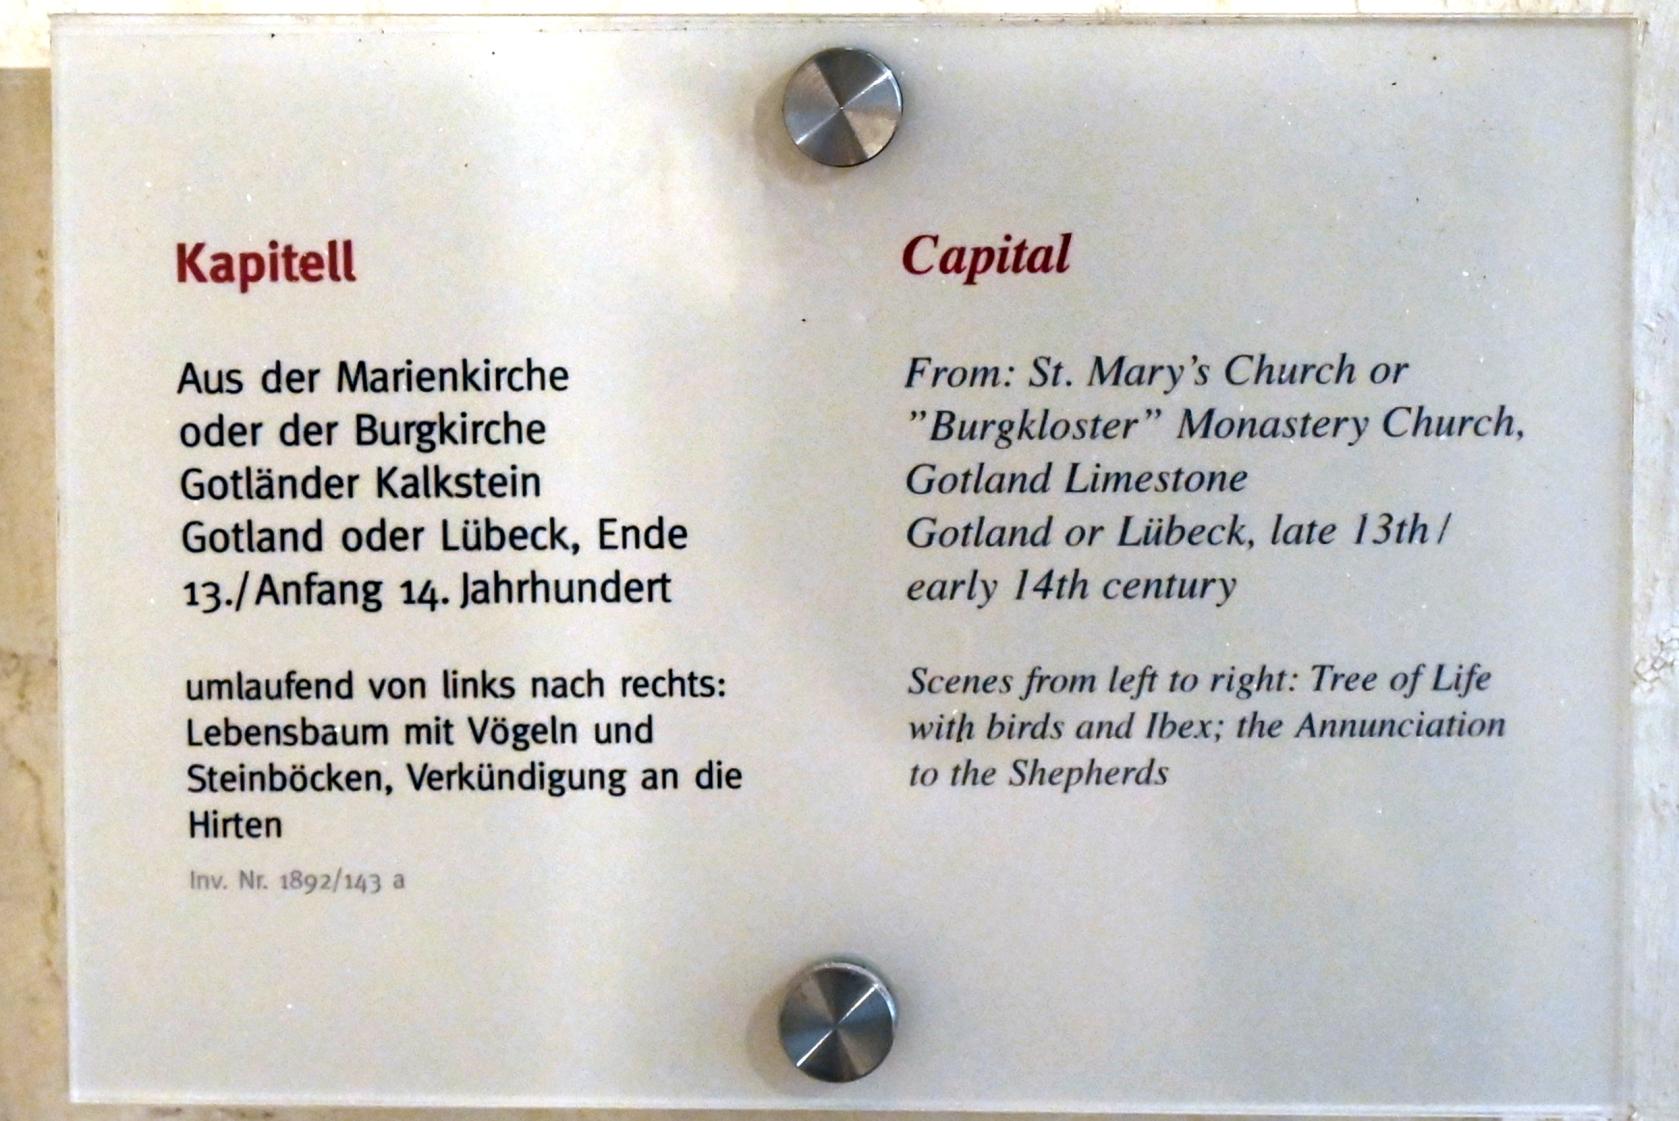 Kapitell
Aus der Marienkirche
oder der Burgkirche
Gotländer Kalkstein
Gotland oder Lübeck, Ende
13./Anfang 14. Jahrhundert
umlaufend von links nach rechts:
Lebensbaum mit Vögeln und
Steinböcken, Verkündigung an die
Hirten
Inv. Nr. 1892/143 a
Capital
From: St. Mary's Church or
”Burgkloster” Monastery Church,
Gotland Limestone
Gotland or Lübeck, late 13th /
early 14th century
Scenes from left to right: Tree of Life
with birds and Ibex; the Annunciation
to the Shepherds